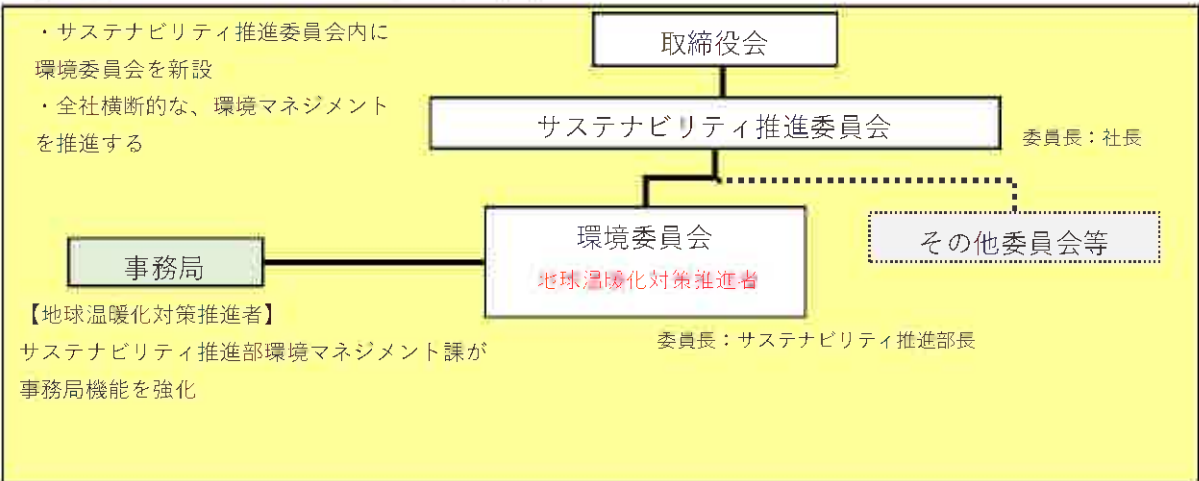 ・サステナビリティ推進委員会内に
環境委員会を新設
・全社横断的な、環境マネジメント
を推進する
取締役会
サステナビリティ推進委員会
委員長：社長
環境委員会
地球温暖化対策推進者
その他委員会等
事務局
委員長：サステナビリティ推進部長
【地球温暖化対策推進者】
サステナビリティ推進部環境マネジメント課が
事務局機能を強化